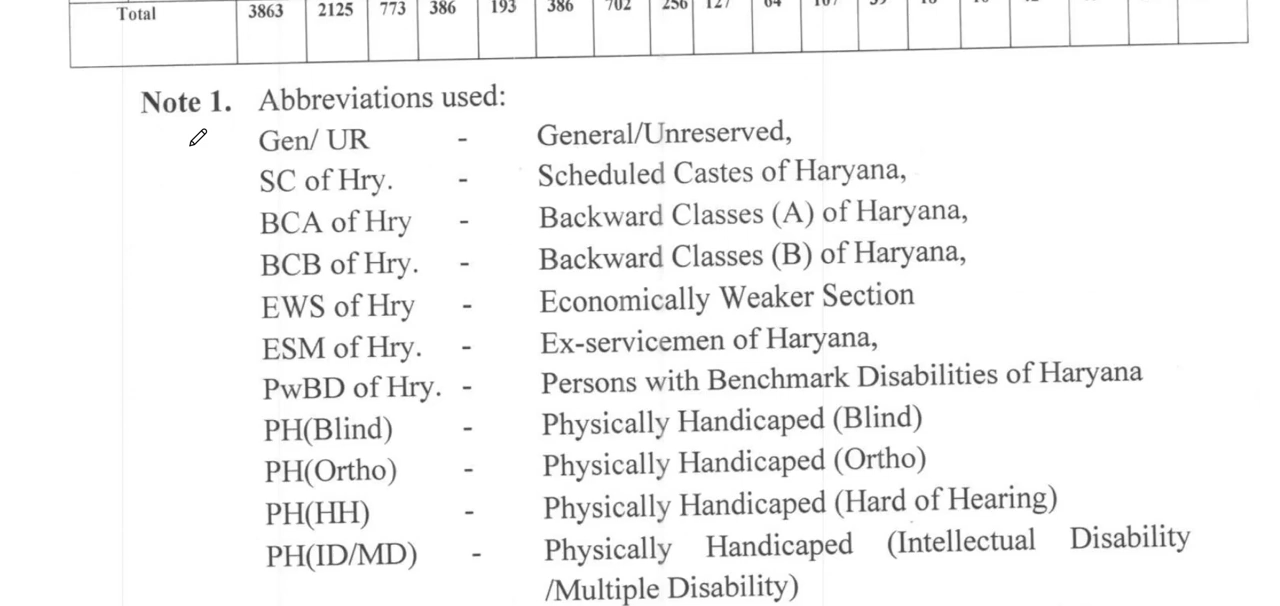 Total 3863 2125 773 386 193 386 702 256 127 64
Note 1. Abbreviations used:
Gen/ UR - General/Unreserved,
SC of Hry. - Scheduled Castes of Haryana,
BCA of Hry - Backward Classes (A) of Haryana,
BCB of Hry. - Backward Classes (B) of Haryana,
EWS of Hry - Economically Weaker Section
ESM of Hry. - Ex-servicemen of Haryana,
PwBD of Hry. - Persons with Benchmark Disabilities of Haryana
PH(Blind) - Physically Handicaped (Blind)
PH(Ortho) - Physically Handicaped (Ortho)
PH(HH) - Physically Handicaped (Hard of Hearing)
PH(ID/MD) - Physically Handicaped (Intellectual Disability
/Multiple Disability)